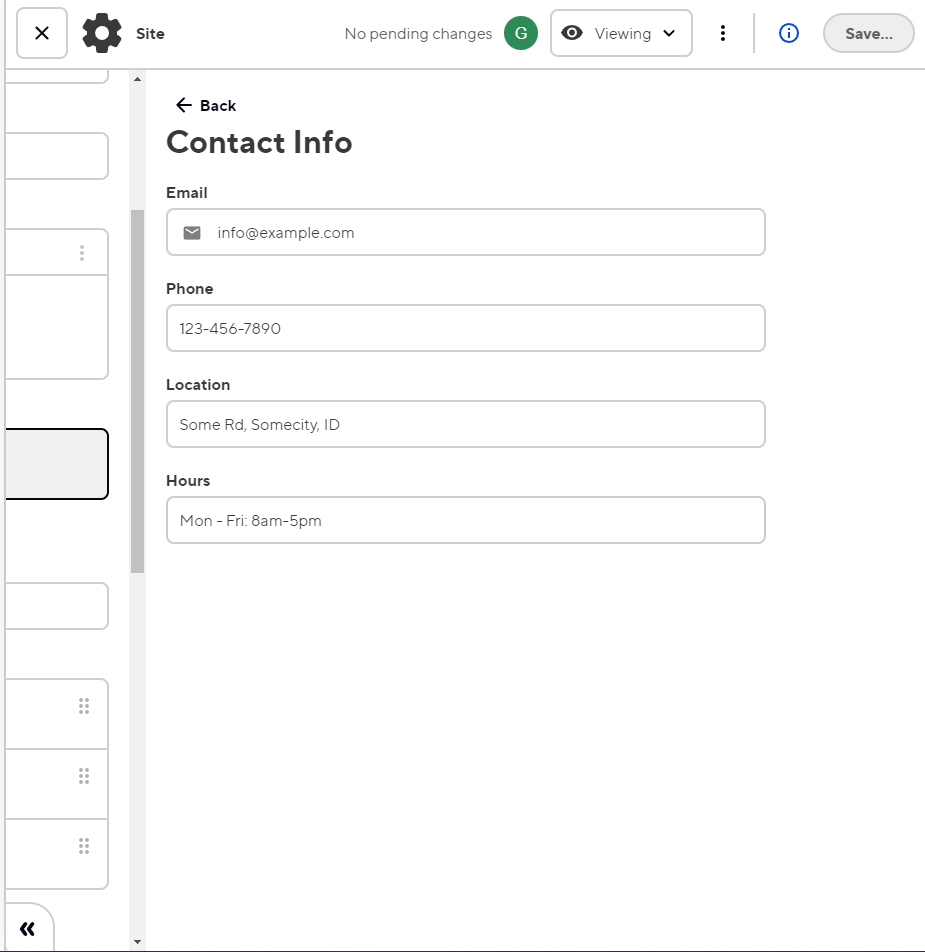 Site
No pending changes G Viewing Save...
Back
Contact Info
Email
info@example.com
Phone
123-456-7890
Location
Some Rd, Somecity, ID
Hours
Mon - Fri: 8am-5pm